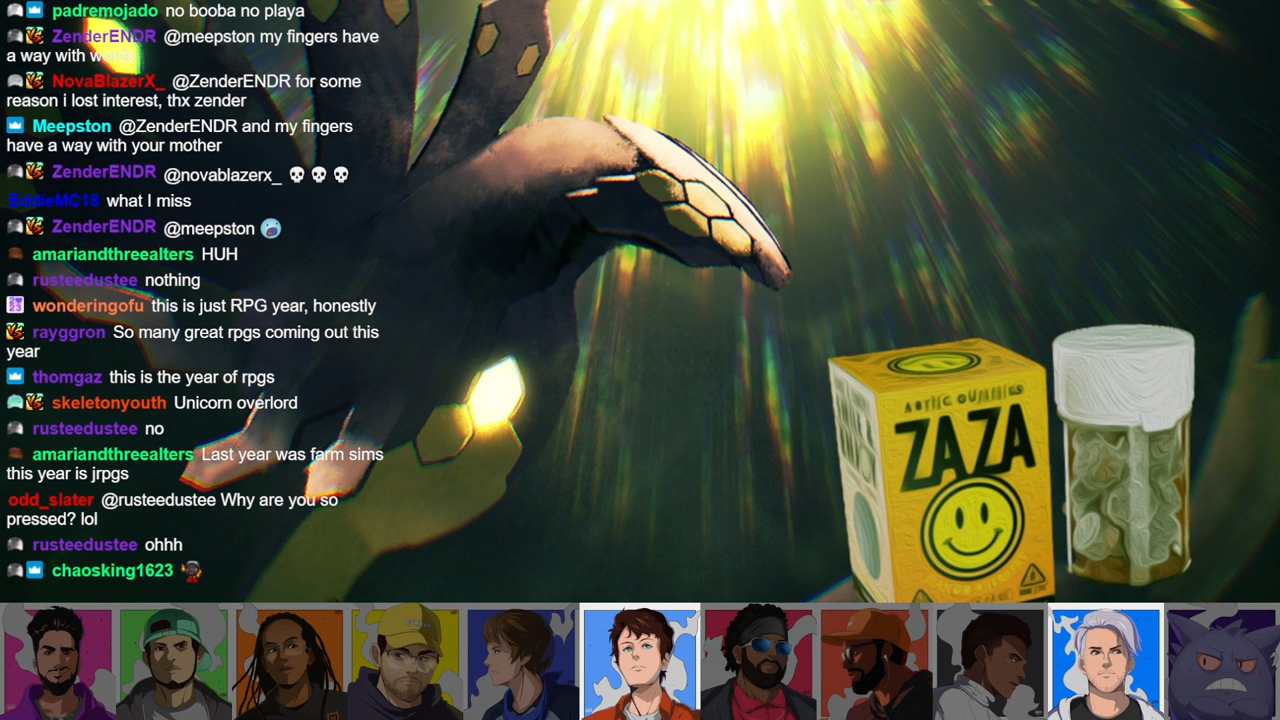 padremojado no booba no playa
ZenderENDR @meepston my fingers have
a way with words
NovaBlazerX_ @ZenderENDR for some
reason i lost interest, thx zender
Meepston @ZenderENDR and my fingers
have a way with your mother
ZenderENDR @novablazerx_ 💀 💀 💀
EddieMC18 what I miss
ZenderENDR @meepston
amariandthreealters HUH
rusteedustee nothing
wonderingofu this is just RPG year, honestly
rayggron So many great rpgs coming out this
year
thomgaz this is the year of rpgs
skeletonyouth Unicorn overlord
rusteedustee no
amariandthreealters Last year was farm sims
this year is jrpgs
odd_slater @rusteedustee Why are you so
pressed? lol
rusteedustee ohhh
chaosking1623
ZAZA